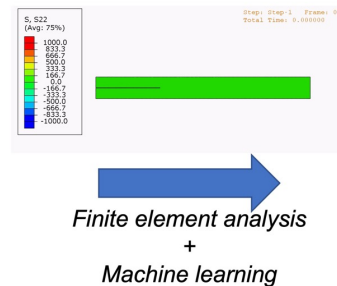 Step: Step-1 Frame: 0
Total Time: 0.000000
S, S22
(Avg: 75%)
1000.0
833.3
666.7
500.0
333.3
166.7
0.0
-166.7
-333.3
-500.0
-666.7
-833.3
-1000.0
Finite element analysis
+
Machine learning